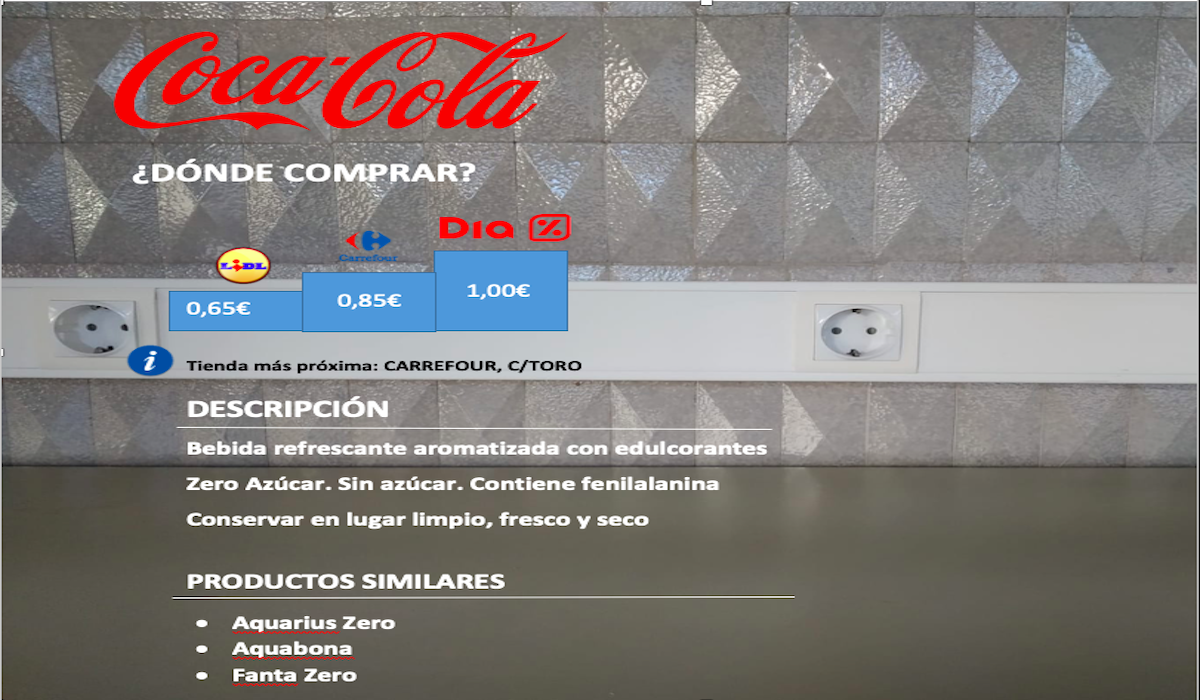 Coca-Cola
¿DÓNDE COMPRAR?
LIDL
Carrefour
DIA %
0,65€
0,85€
1,00€
i
Tienda más próxima: CARREFOUR, C/TORO
DESCRIPCIÓN
Bebida refrescante aromatizada con edulcorantes
Zero Azúcar. Sin azúcar. Contiene fenilalanina
Conservar en lugar limpio, fresco y seco
PRODUCTOS SIMILARES
• Aquarius Zero
• Aquabona
• Fanta Zero